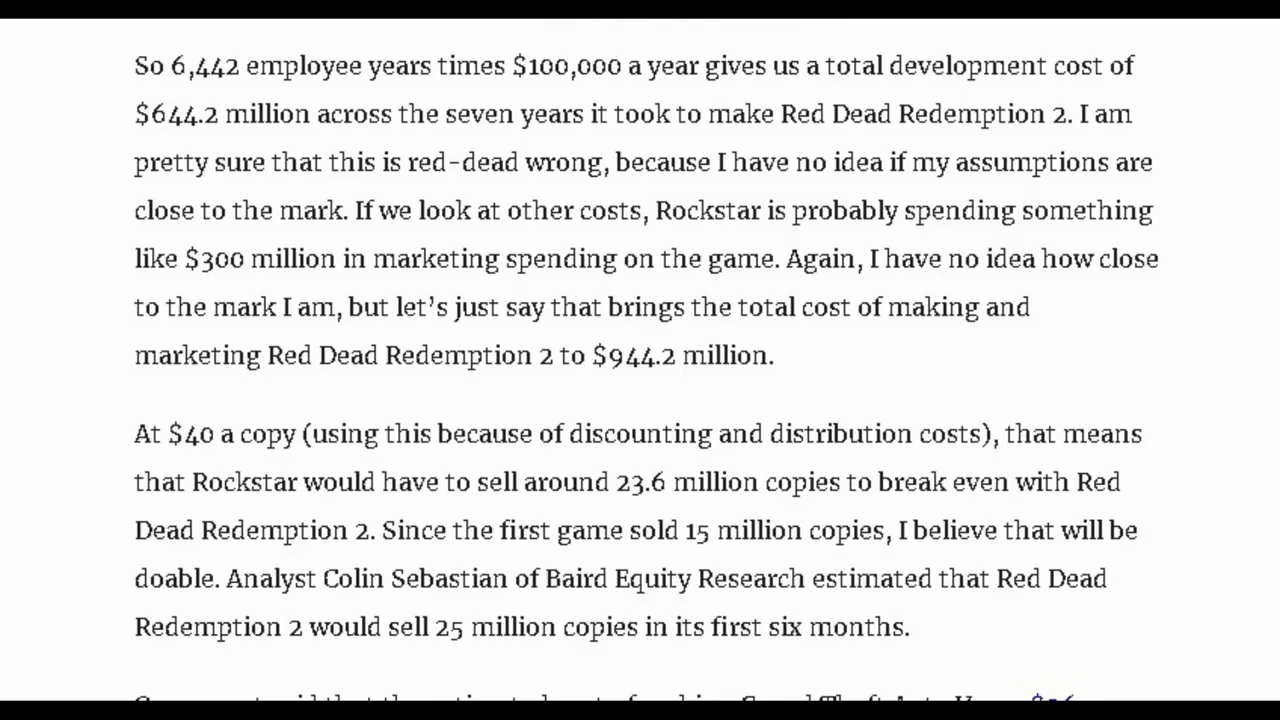 So 6,442 employee years times $100,000 a year gives us a total development cost of
$644.2 million across the seven years it took to make Red Dead Redemption 2. I am
pretty sure that this is red-dead wrong, because I have no idea if my assumptions are
close to the mark. If we look at other costs, Rockstar is probably spending something
like $300 million in marketing spending on the game. Again, I have no idea how close
to the mark I am, but let’s just say that brings the total cost of making and
marketing Red Dead Redemption 2 to $944.2 million.
At $40 a copy (using this because of discounting and distribution costs), that means
that Rockstar would have to sell around 23.6 million copies to break even with Red
Dead Redemption 2. Since the first game sold 15 million copies, I believe that will be
doable. Analyst Colin Sebastian of Baird Equity Research estimated that Red Dead
Redemption 2 would sell 25 million copies in its first six months.